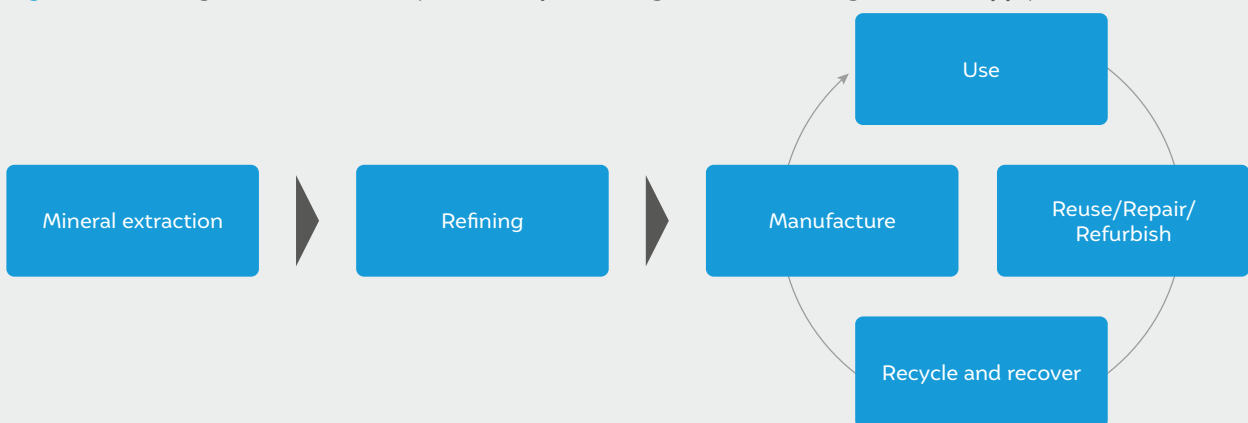 Use
Mineral extraction
Refining
Manufacture
Reuse/Repair/
Refurbish
Recycle and recover